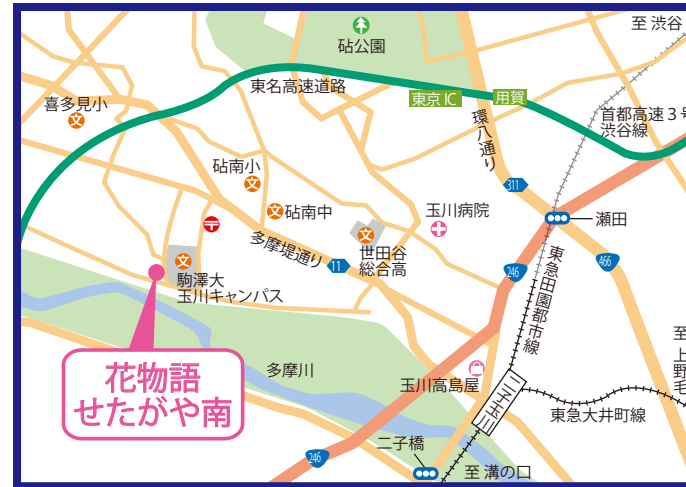 至 渋谷
砧公園
東名高速道路
東京 IC
用賀
首都高速 3 号
渋谷線
喜多見小
環八通り
砧南小
311
砧南中
玉川病院
瀬田
多摩堤通り
11
世田谷
総合高
246
466
東急田園都市線
駒澤大
玉川キャンパス
至 上野毛
花物語
せたがや南
多摩川
玉川高島屋
二子玉川
東急大井町線
二子橋
246
至 溝の口